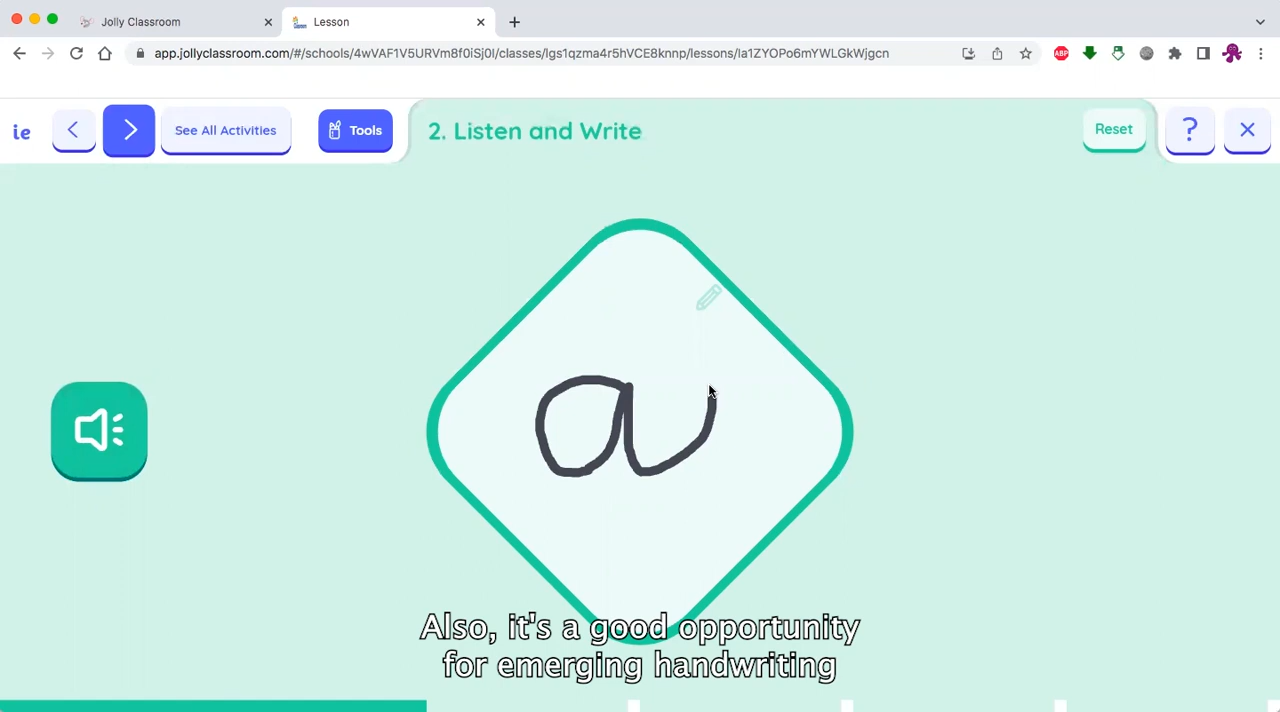 Jolly Classroom
Lesson
app.jollyclassroom.com/#/schools/4wVAF1V5URVm8f0iSj0l/classes/lgs1qzma4r5hVCE8knnp/lessons/la1ZYOPo6mYWLGkWjgcn
ABP
ie
See All Activities
Tools
2. Listen and Write
Reset
?
a
Also, it's a good opportunity
for emerging handwriting